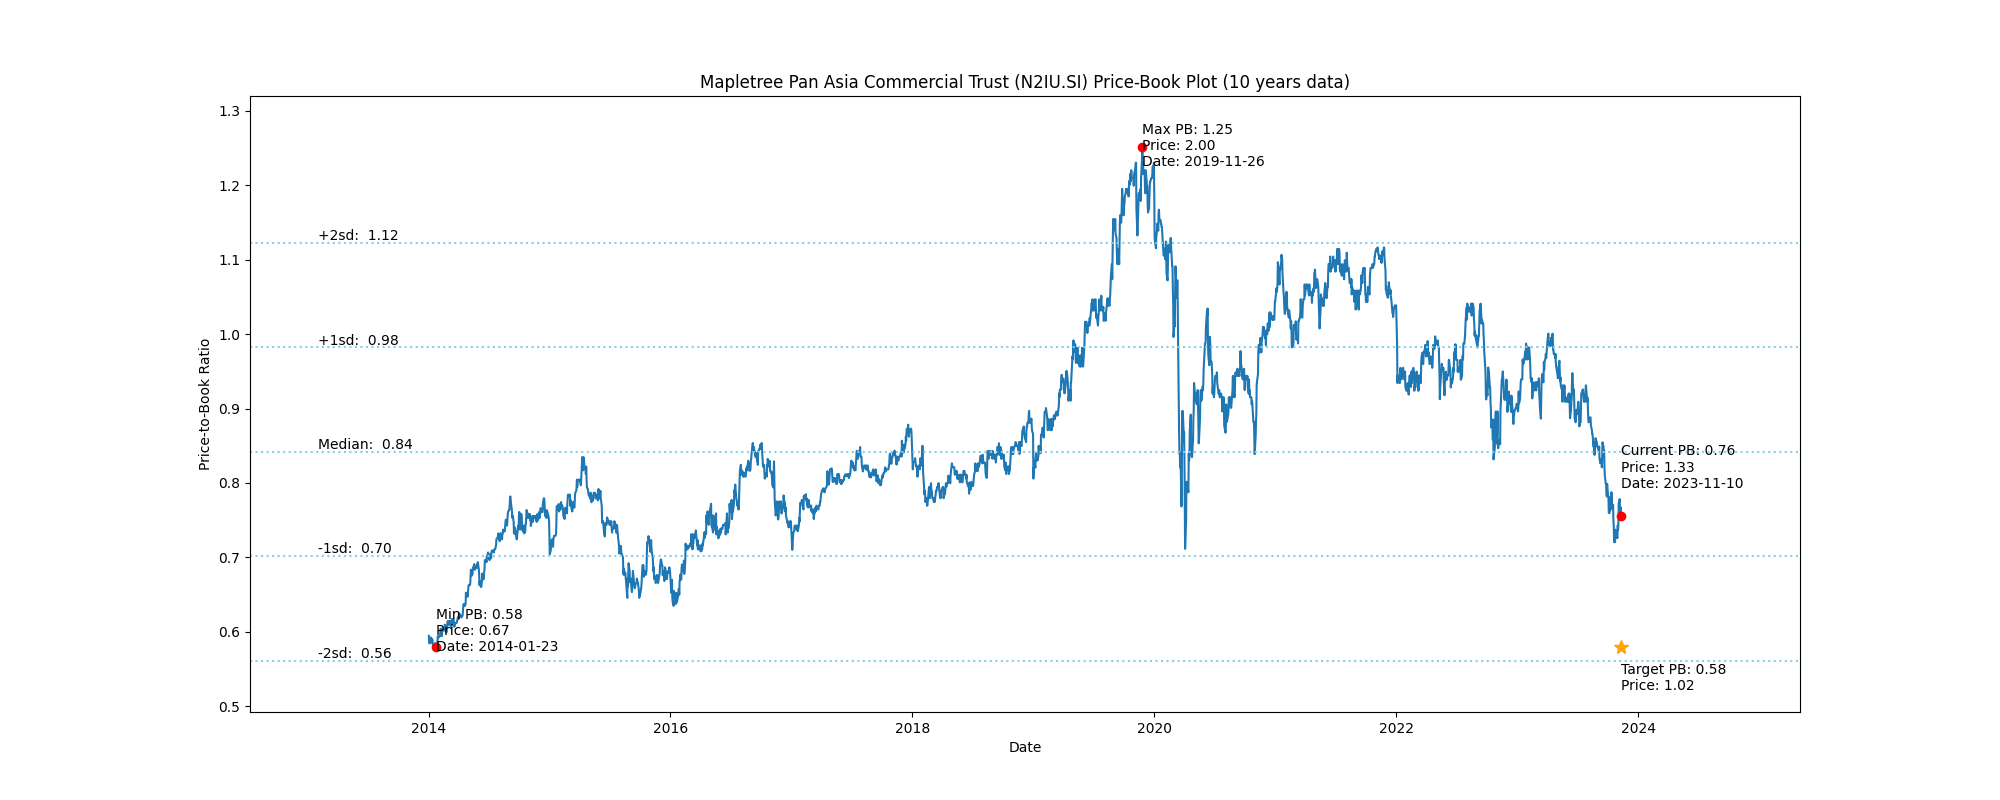 Mapletree Pan Asia Commercial Trust (N2IU.SI) Price-Book Plot (10 years data)
Price-to-Book Ratio
1.3
1.2
1.1
1.0
0.9
0.8
0.7
0.6
0.5
Max PB: 1.25
Price: 2.00
Date: 2019-11-26
+2sd:  1.12
+1sd:  0.98
Median:  0.84
-1sd:  0.70
-2sd:  0.56
Current PB: 0.76
Price: 1.33
Date: 2023-11-10
Min PB: 0.58
Price: 0.67
Date: 2014-01-23
Target PB: 0.58
Price: 1.02
2014
2016
2018
2020
2022
2024
Date